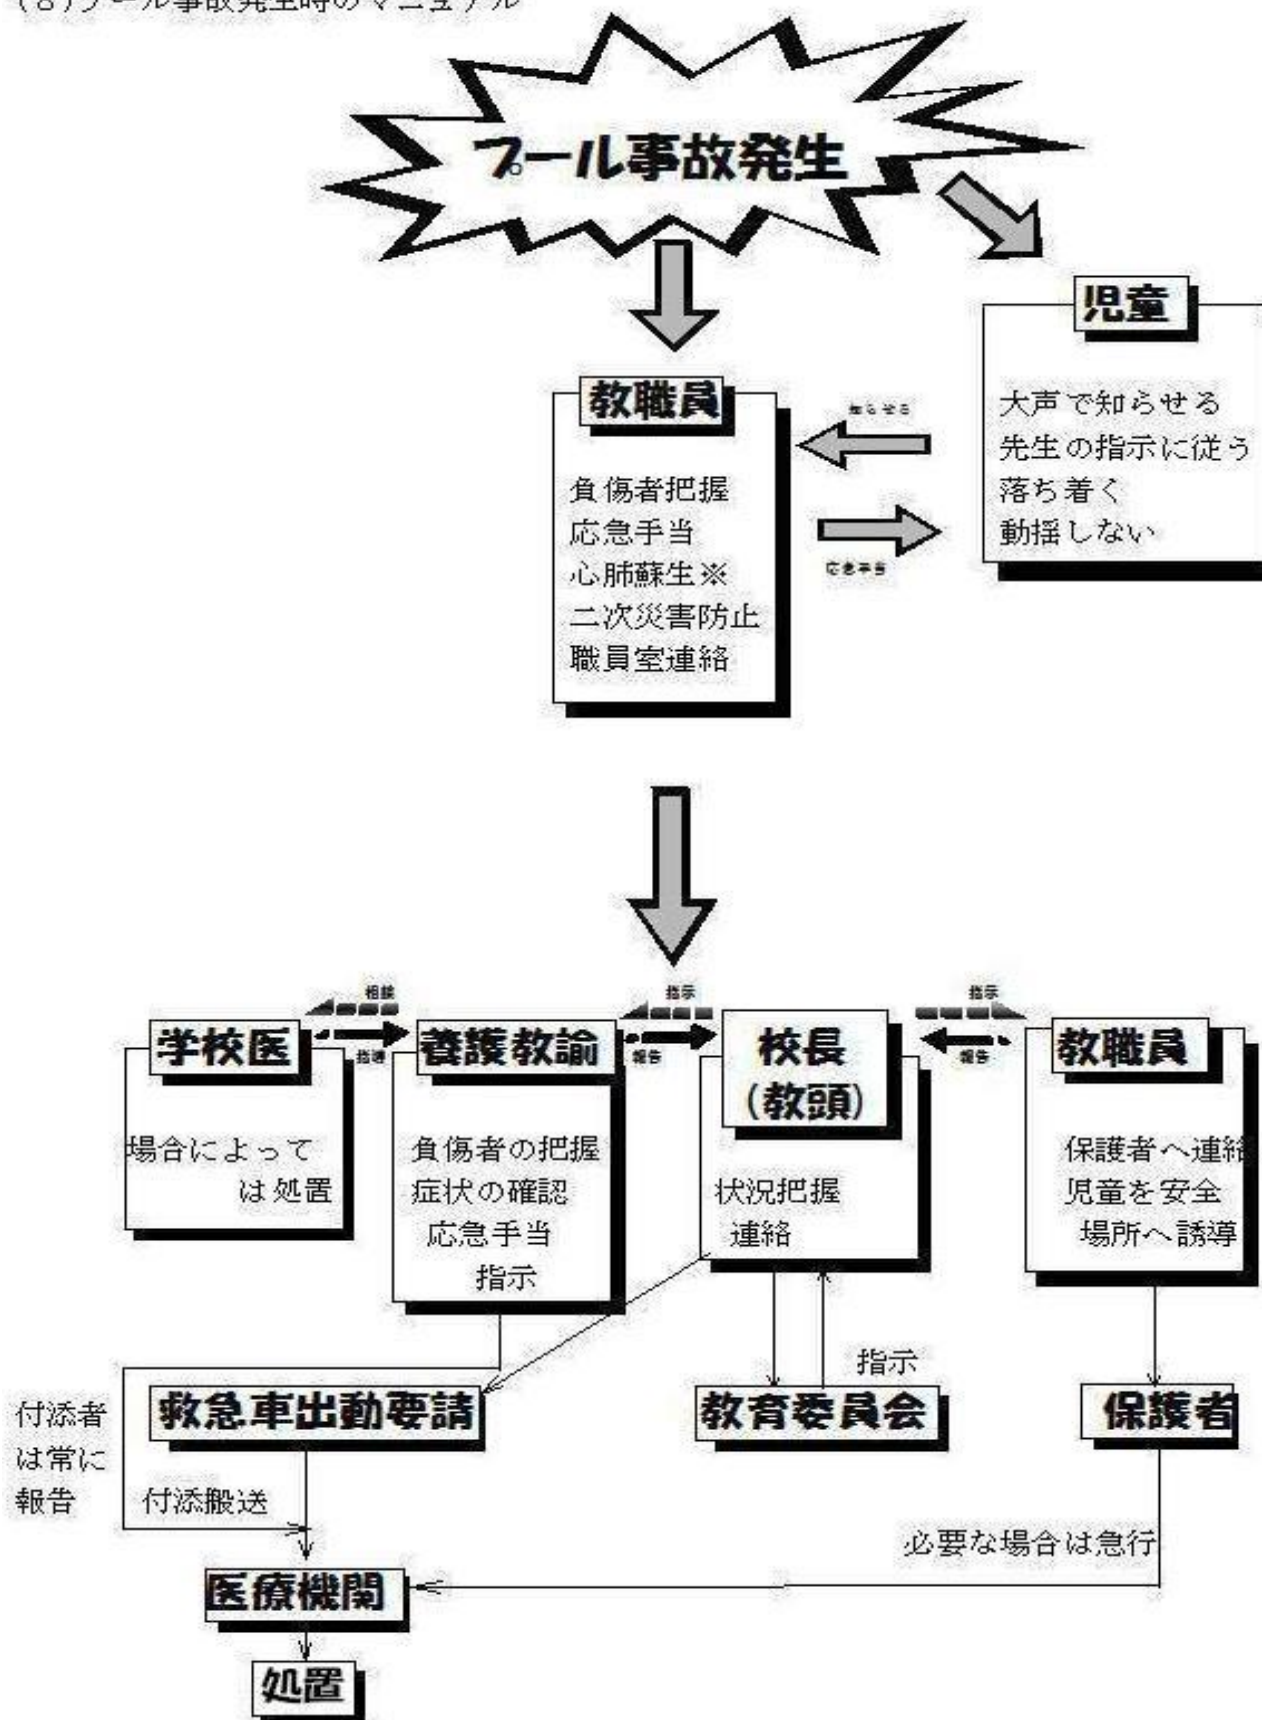 (8)プール事故発生時のマニュアル
プール事故発生
児童
大声で知らせる
先生の指示に従う
落ち着く
動揺しない
教職員
負傷者把握
応急手当
心肺蘇生※
二次災害防止
職員室連絡
知らせる
応急手当
相談
指導
指示
報告
指示
報告
学校医
場合によって
は処置
養護教諭
負傷者の把握
症状の確認
応急手当
指示
校長
(教頭)
状況把握
連絡
教職員
保護者へ連絡
児童を安全
場所へ誘導
指示
救急車出動要請
教育委員会
保護者
付添者
は常に
報告
付添搬送
必要な場合は急行
医療機関
処置